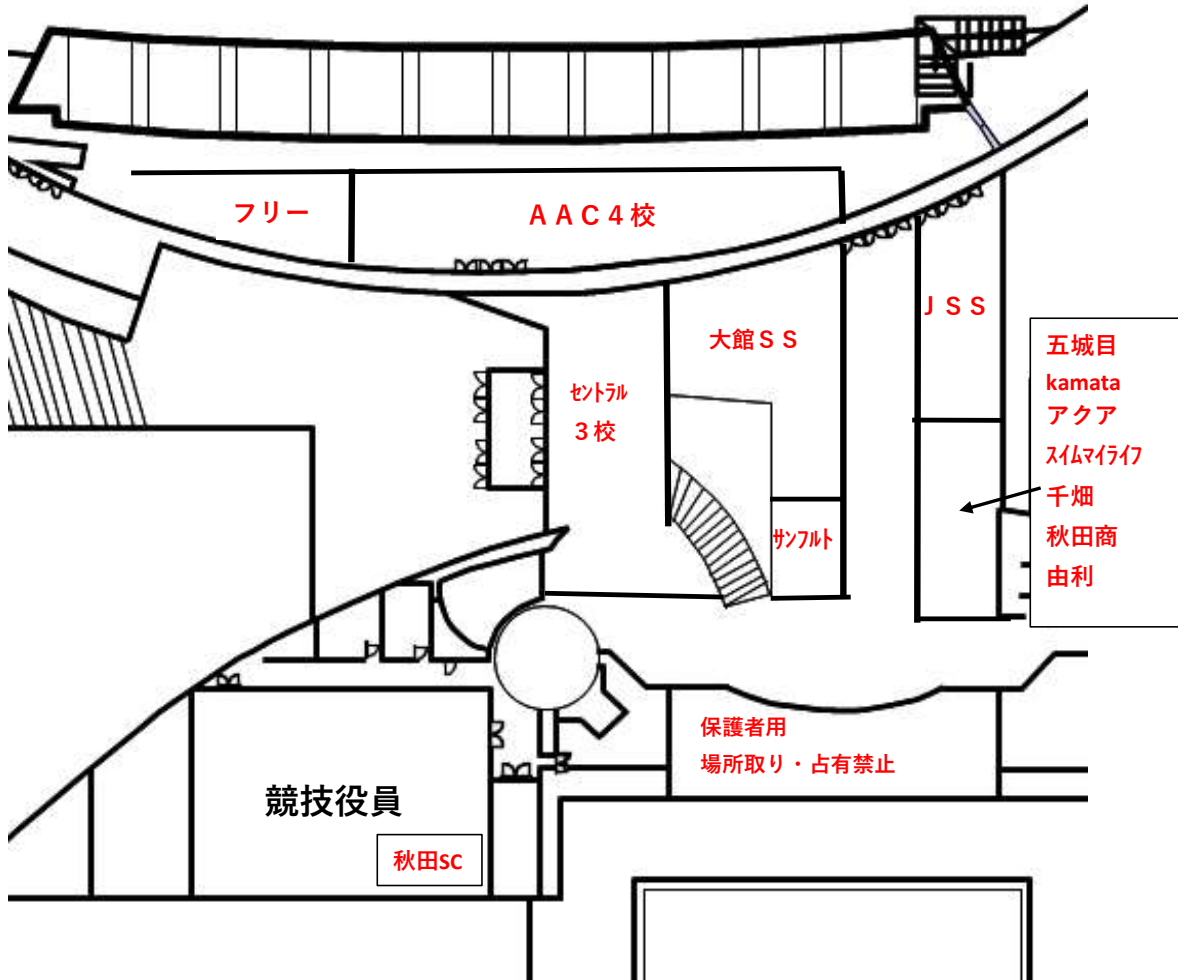 フリー
ＡＡＣ４校
ＪＳＳ
大館ＳＳ
ｾﾝﾄﾗﾙ
３校
ｻﾝﾌﾙﾄ
五城目
kamata
アクア
ｽｲﾑﾏｲﾗｲﾌ
千畑
秋田商
由利
保護者用
場所取り・占有禁止
競技役員
秋田SC